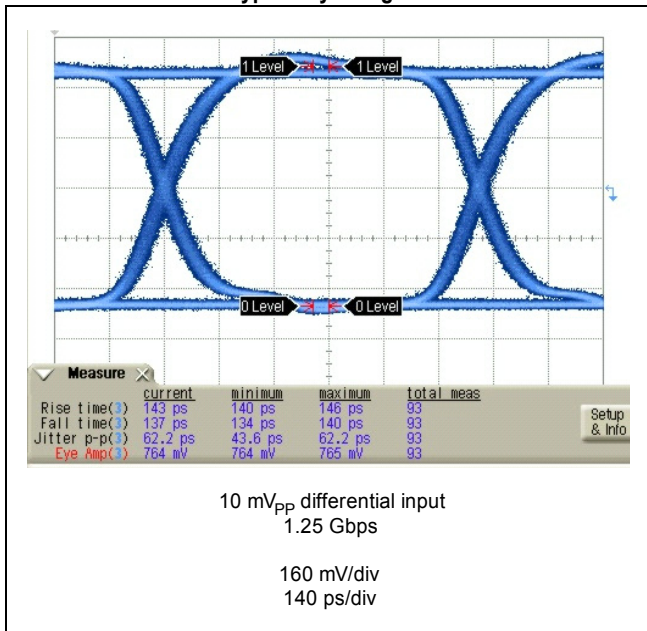 1 Level 1 Level
0 Level 0 Level
Measure
current minimum maximum total meas
Rise time(3) 143 ps 140 ps 146 ps 93
Fall time(3) 137 ps 134 ps 140 ps 93
Jitter p-p(3) 62.2 ps 43.6 ps 62.2 ps 93
Eye Amp(3) 764 mV 764 mV 765 mV 93
Setup
& Info
10 mVPP differential input
1.25 Gbps
160 mV/div
140 ps/div